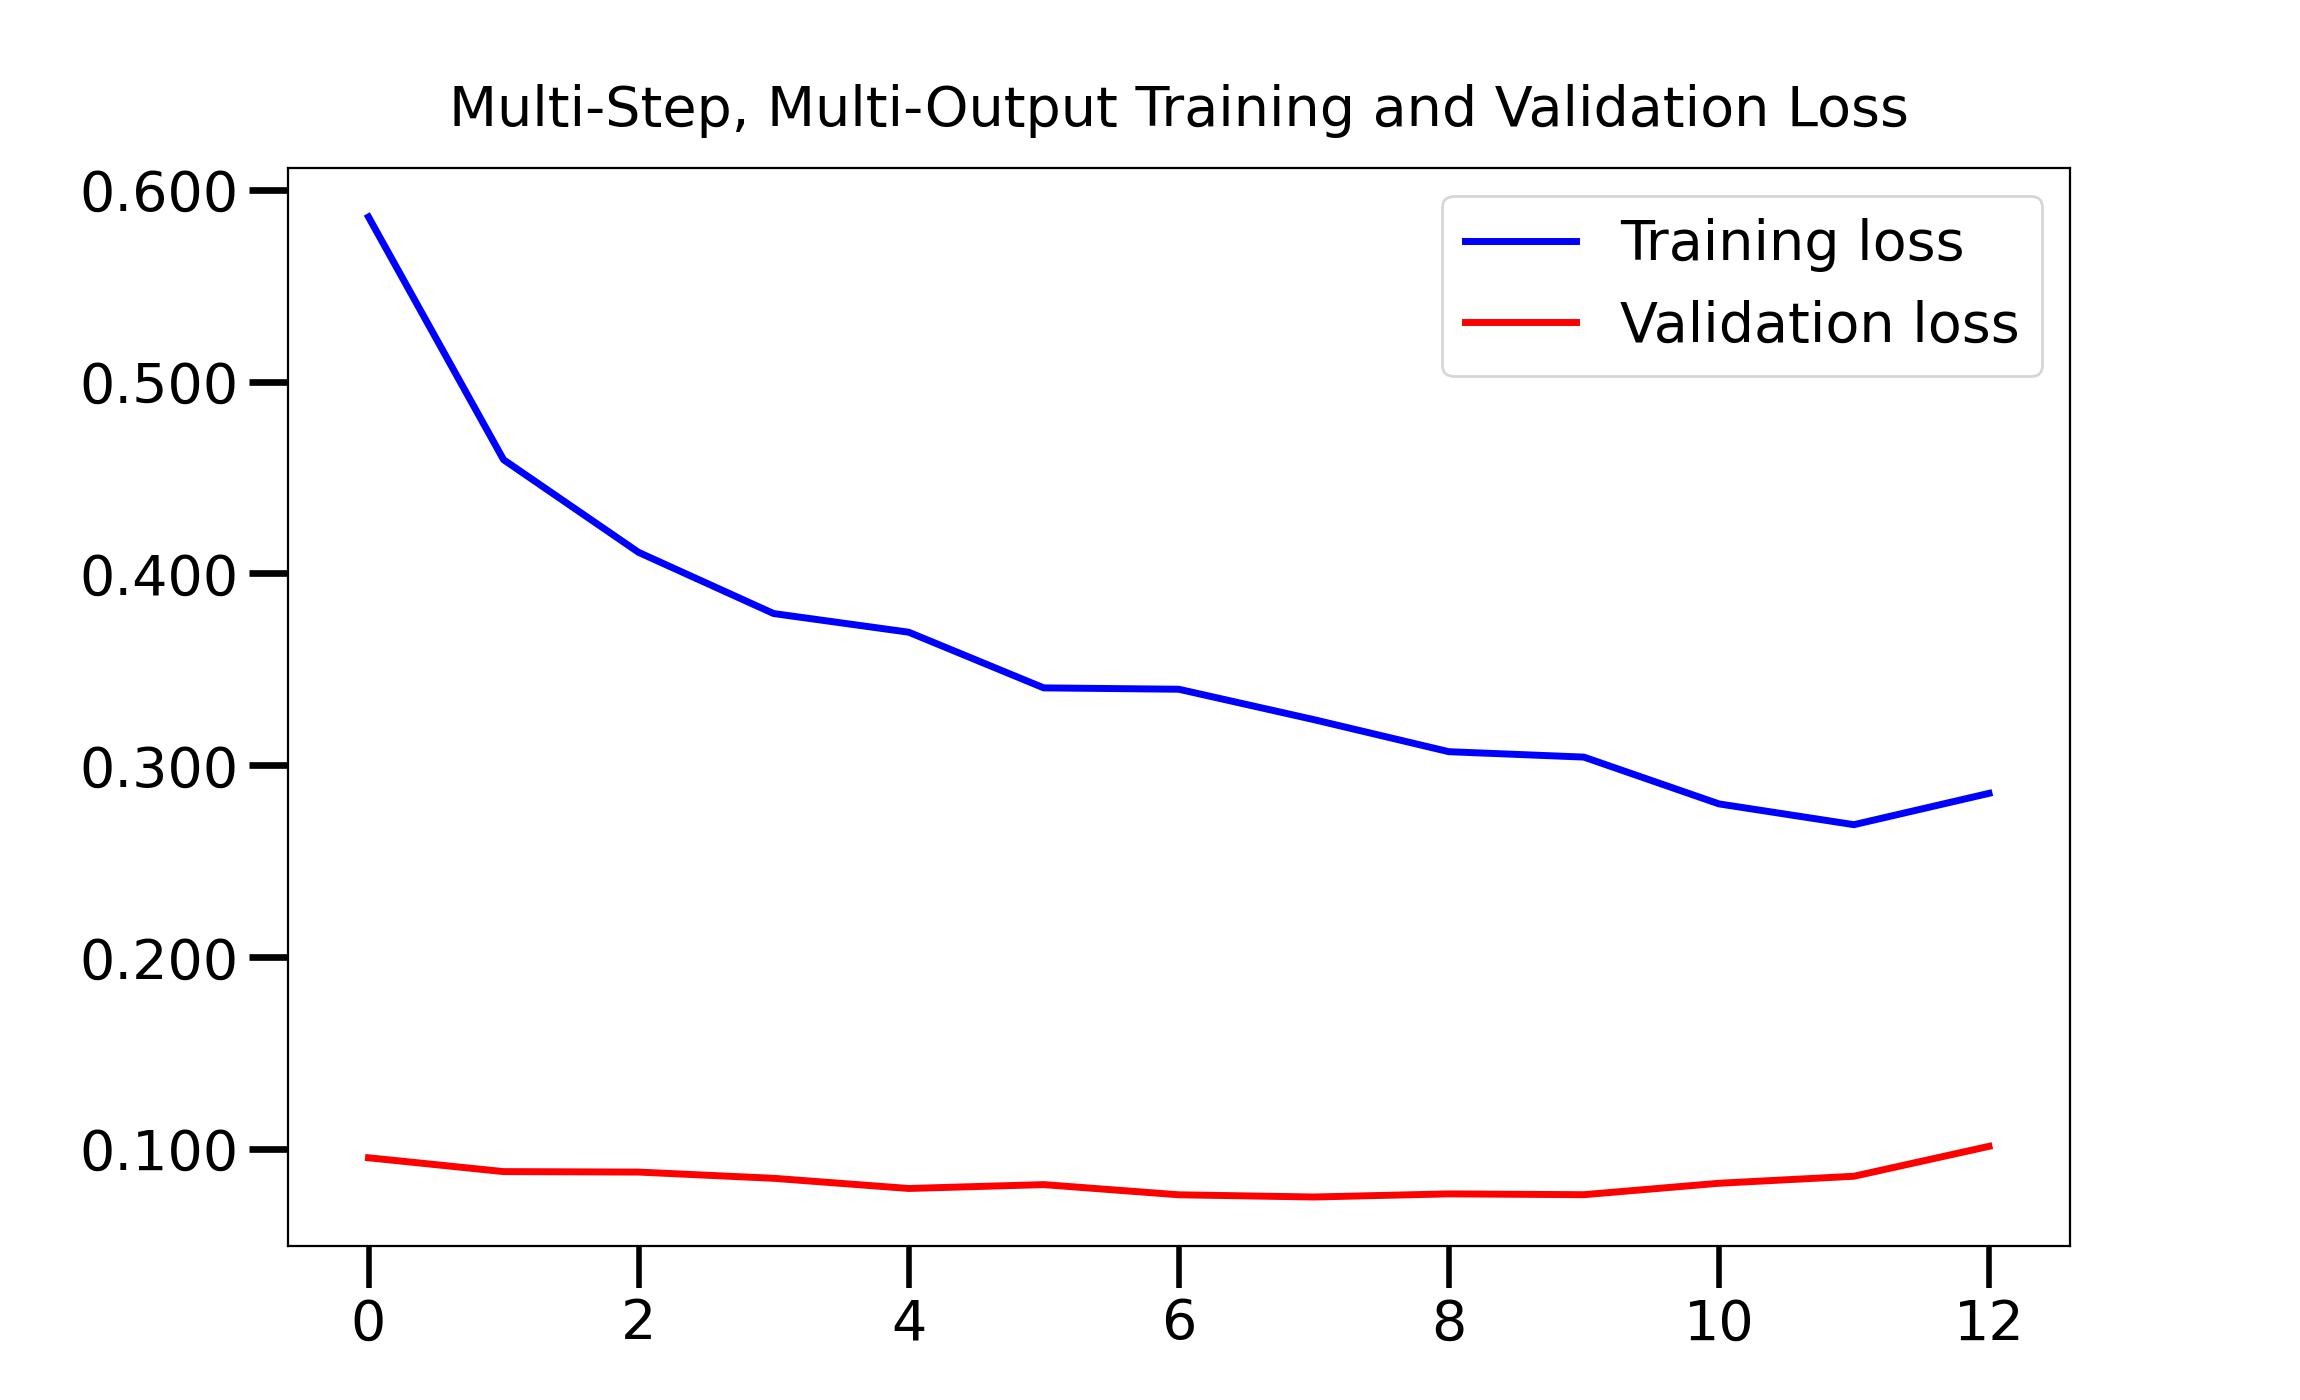 Multi-Step, Multi-Output Training and Validation Loss
0.600
0.500
0.400
0.300
0.200
0.100
Training loss
Validation loss
0 2 4 6 8 10 12